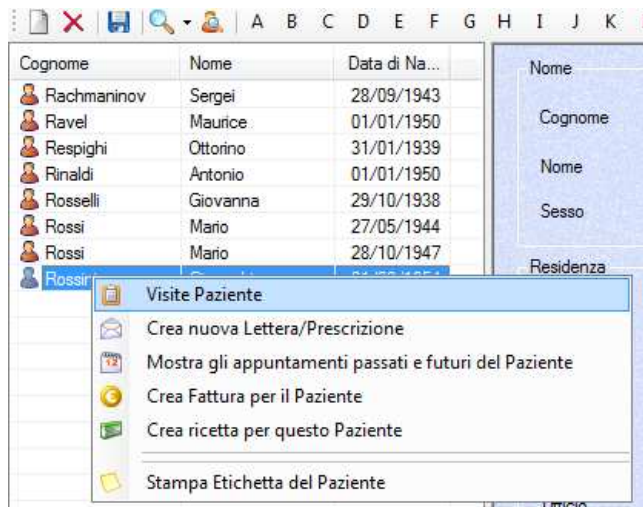 A B C D E F G H I J K
Cognome Nome Data di Na...
Rachmaninov Sergei 28/09/1943
Ravel Maurice 01/01/1950
Respighi Ottorino 31/01/1939
Rinaldi Antonio 01/01/1950
Rosselli Giovanna 29/10/1938
Rossi Mario 27/05/1944
Rossi Mario 28/10/1947
Visite Paziente
Crea nuova Lettera/Prescrizione
12
Mostra gli appuntamenti passati e futuri del Paziente
Crea Fattura per il Paziente
Crea ricetta per questo Paziente
Stampa Etichetta del Paziente
Nome
Cognome
Nome
Sesso
Residenza